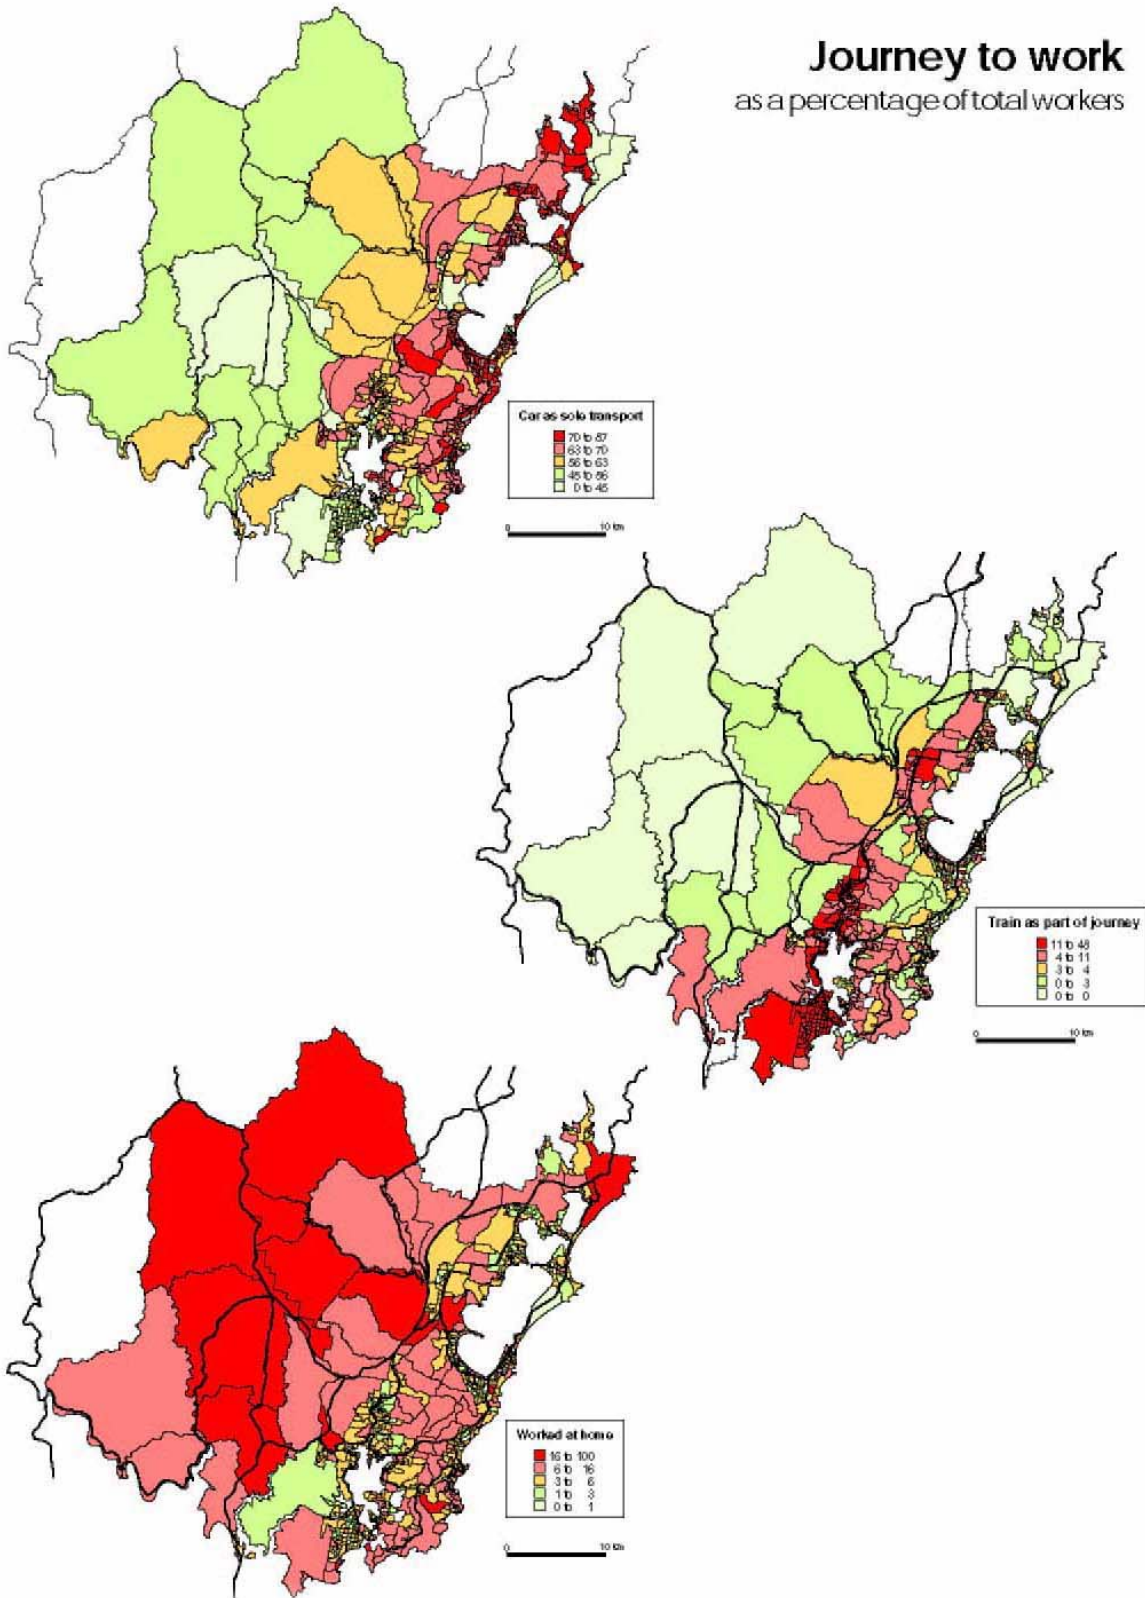 Journey to work
as a percentage of total workers
Car as sole transport
70 to 87
63 to 70
56 to 63
48 to 56
0 to 48
0 10 km
Train as part of journey
11 to 48
4 to 11
3 to 4
0 to 3
0 to 0
0 10 km
Worked at home
16 to 100
6 to 16
3 to 6
1 to 3
0 to 1
0 10 km